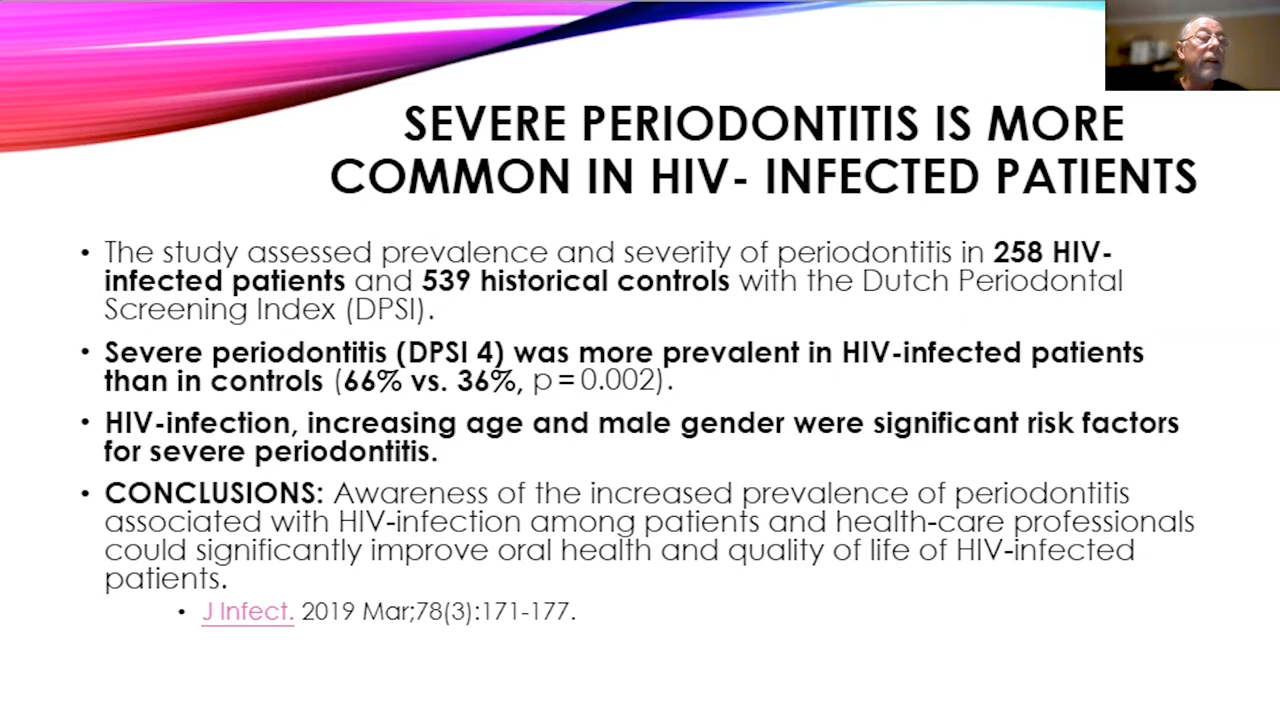 SEVERE PERIODONTITIS IS MORE
COMMON IN HIV- INFECTED PATIENTS
• The study assessed prevalence and severity of periodontitis in 258 HIV-
infected patients and 539 historical controls with the Dutch Periodontal
Screening Index (DPSI).
• Severe periodontitis (DPSI 4) was more prevalent in HIV-infected patients
than in controls (66% vs. 36%, p = 0.002).
• HIV-infection, increasing age and male gender were significant risk factors
for severe periodontitis.
• CONCLUSIONS: Awareness of the increased prevalence of periodontitis
associated with HIV-infection among patients and health-care professionals
could significantly improve oral health and quality of life of HIV-infected
patients.
• J Infect. 2019 Mar;78(3):171-177.